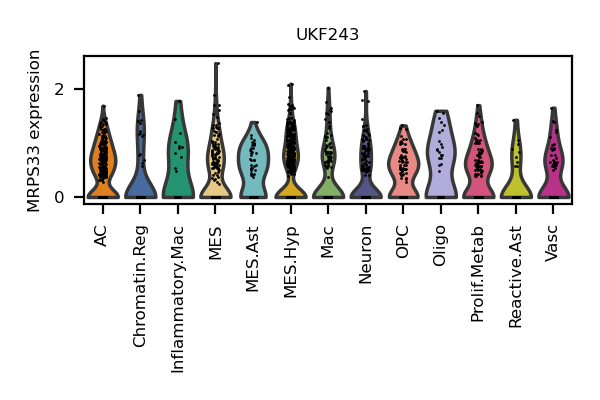 UKF243
MRPS33 expression
2
0
AC
Chromatin.Reg
Inflammatory.Mac
MES
MES.Ast
MES.Hyp
Mac
Neuron
OPC
Oligo
Prolif.Metab
Reactive.Ast
Vasc